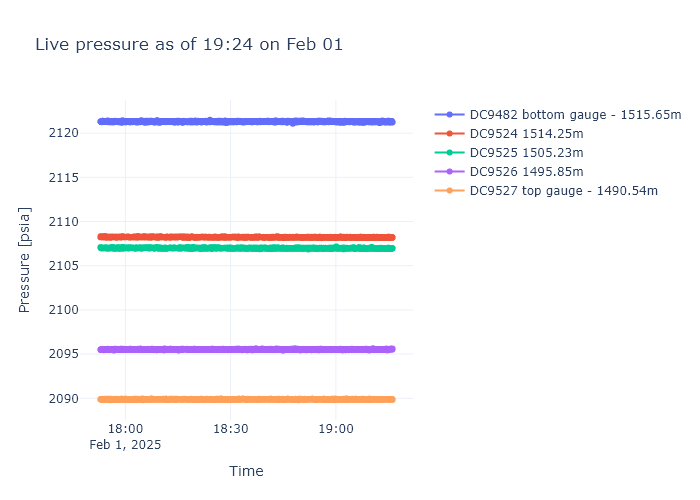 Live pressure as of 19:24 on Feb 01
DC9482 bottom gauge - 1515.65m
DC9524 1514.25m
DC9525 1505.23m
DC9526 1495.85m
DC9527 top gauge - 1490.54m
Pressure [psia]
2120
2115
2110
2105
2100
2095
2090
18:00
18:30
19:00
Feb 1, 2025
Time